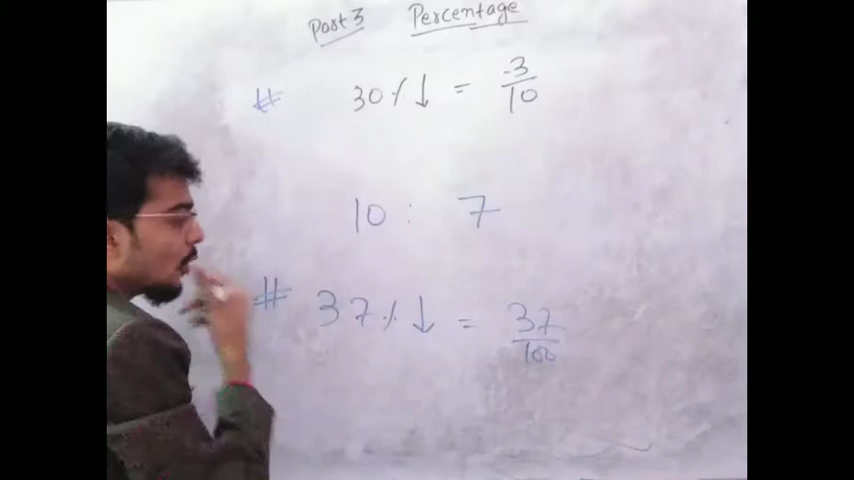 Part 3 Percentage
# 30% ↓ = -3/10
10 : 7
# 37% ↓ = 37/100